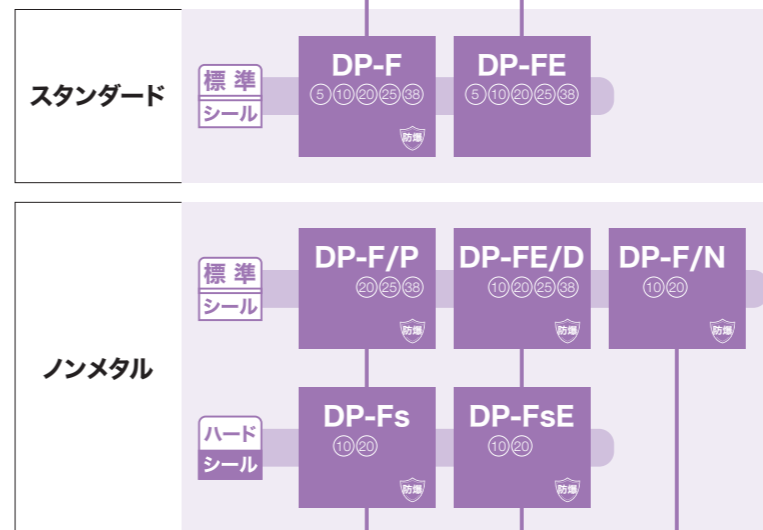 スタンダード
標準
シール
DP-F
⑤⑩⑳㉕㊳
防爆
DP-FE
⑤⑩⑳㉕㊳
ノンメタル
標準
シール
DP-F/P
⑳㉕㊳
防爆
DP-FE/D
⑩⑳㉕㊳
防爆
DP-F/N
⑩⑳
防爆
ハード
シール
DP-Fs
⑩⑳
防爆
DP-FsE
⑩⑳
防爆